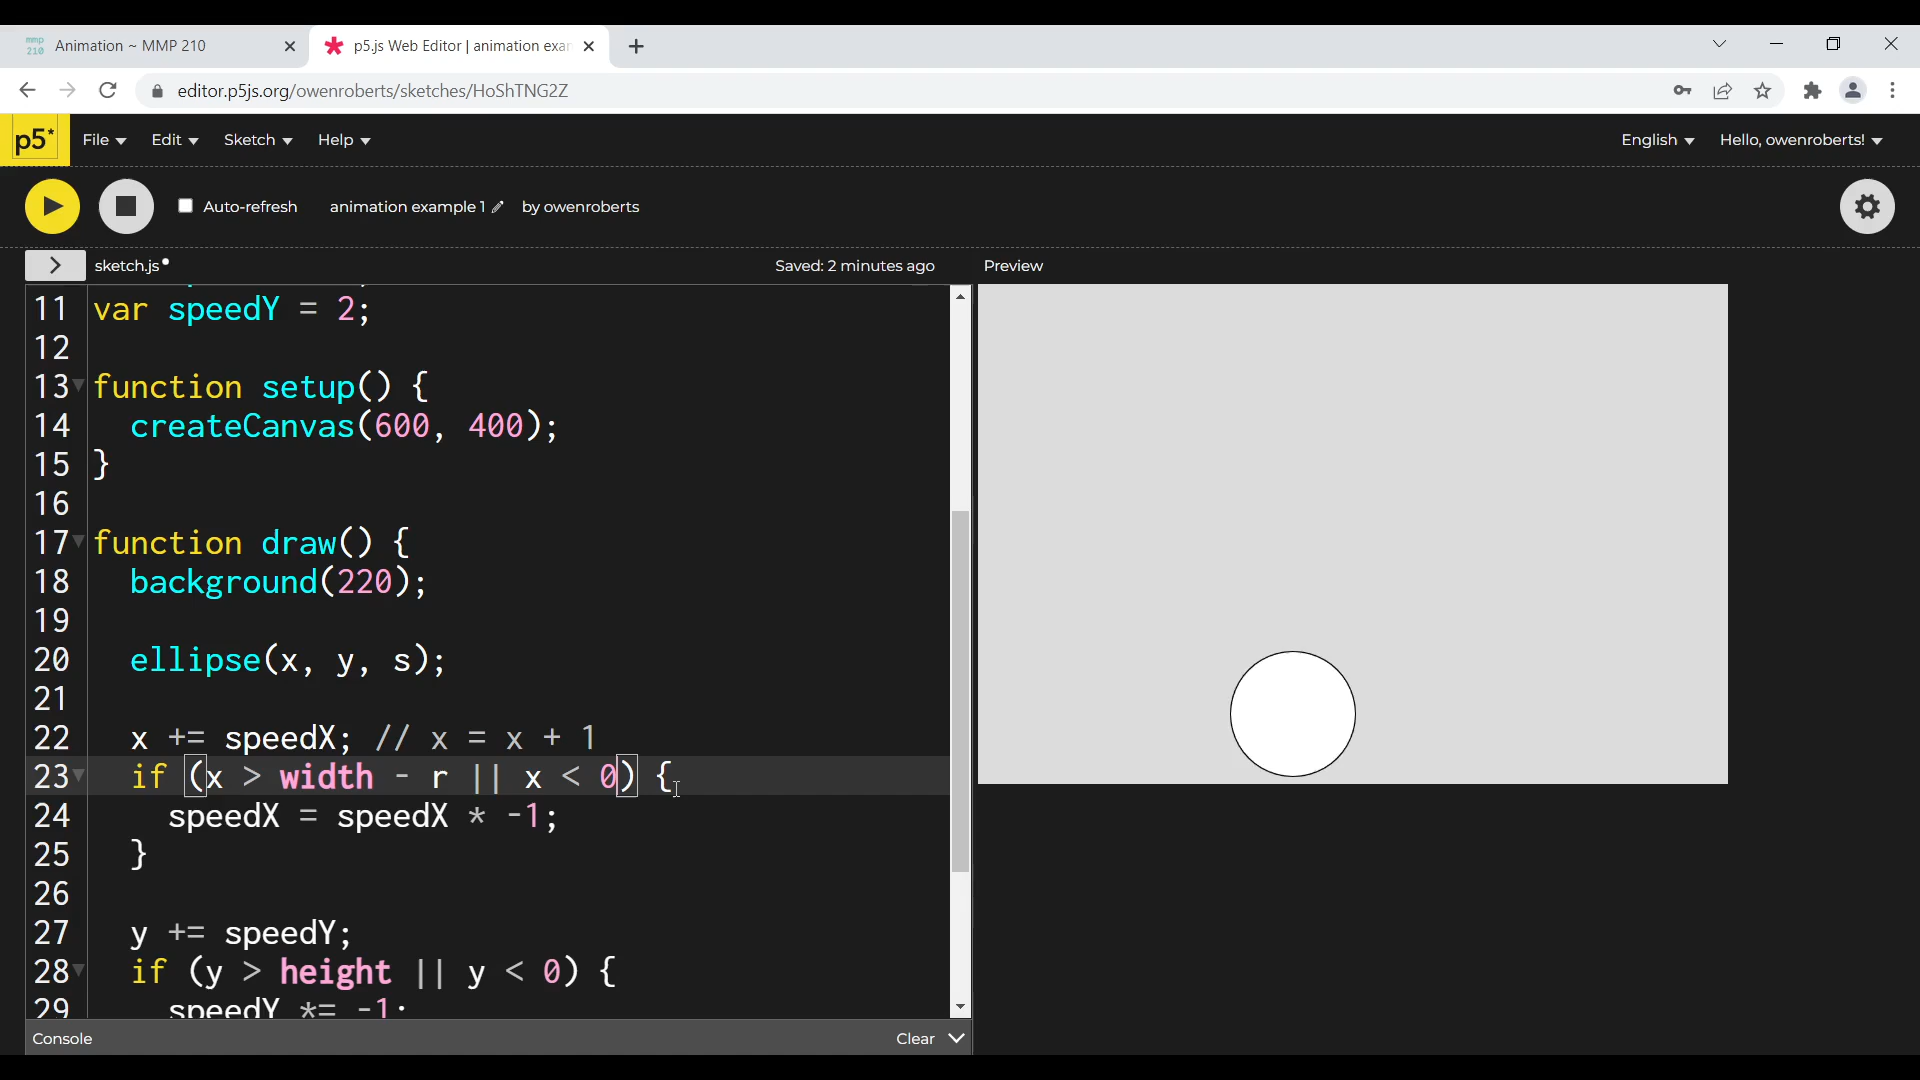 mmp
210
Animation ~ MMP 210
p5.js Web Editor | animation exar
editor.p5js.org/owenroberts/sketches/HoShTNG2Z
p5*
File
Edit
Sketch
Help
English
Hello, owenroberts!
Auto-refresh
animation example 1
by owenroberts
sketch.js
Saved: 2 minutes ago
Preview
11 var speedY = 2;
12
13 function setup() {
14 createCanvas(600, 400);
15 }
16
17 function draw() {
18 background(220);
19
20 ellipse(x, y, s);
21
22 x += speedX; // x = x + 1
23 if (x > width - r || x < 0) {
24 speedX = speedX * -1;
25 }
26
27 y += speedY;
28 if (y > height || y < 0) {
29 speedY *= -1;
Console
Clear